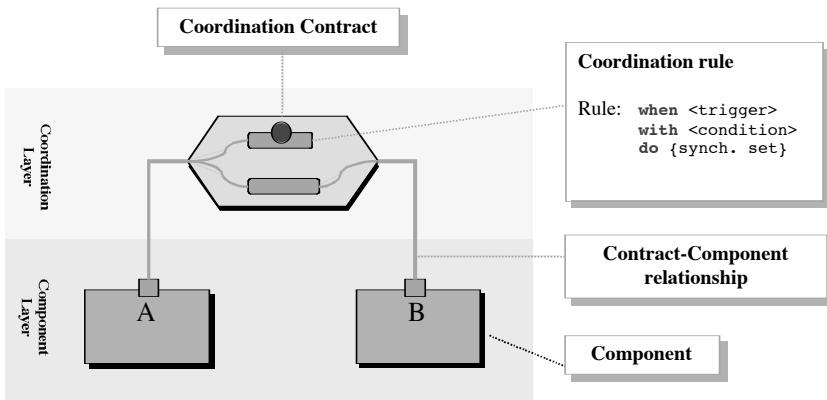 Coordination Contract
Coordination rule
Rule: when <trigger>
with <condition>
do {synch. set}
Coordination
Layer
Contract-Component
relationship
Component
Layer
A
B
Component